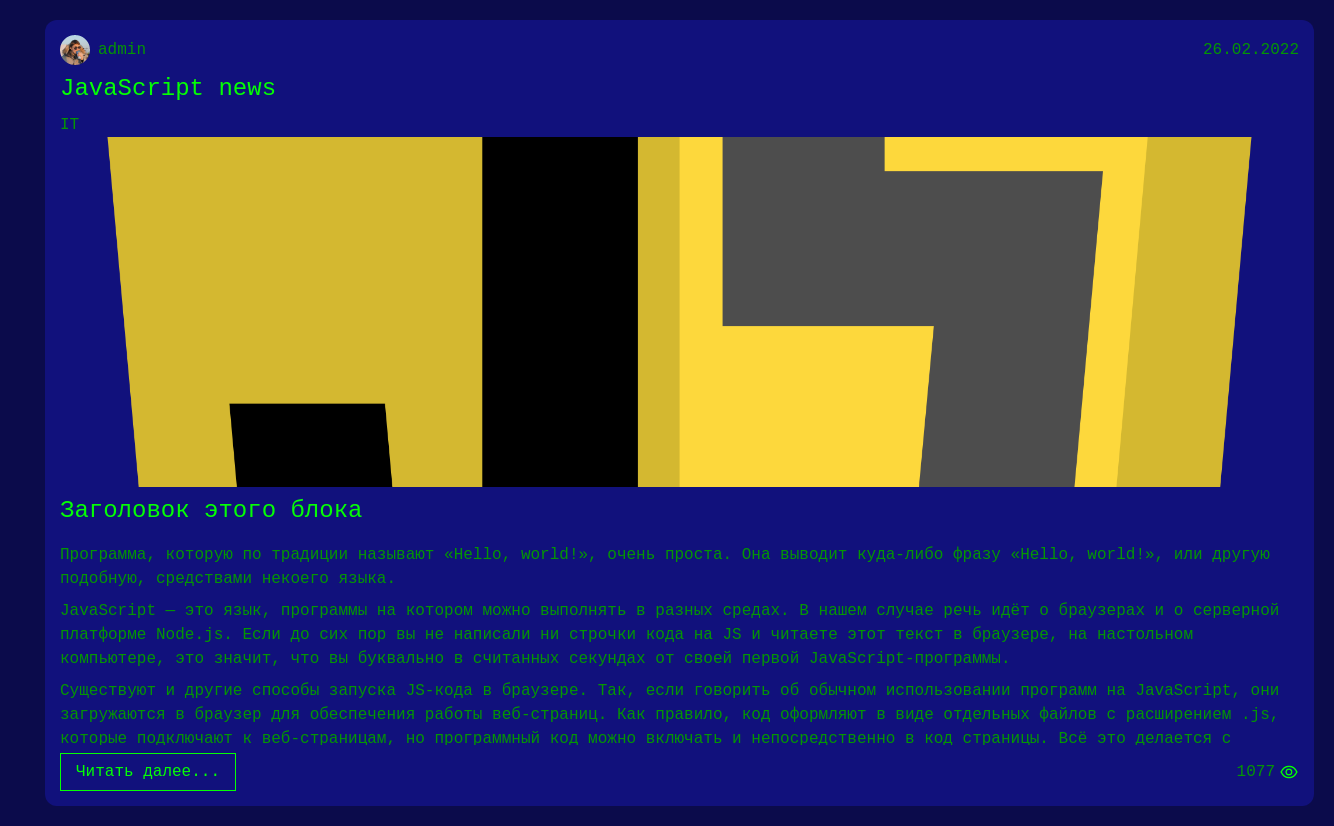 admin
26.02.2022
JavaScript news
IT
Заголовок этого блока
Программа, которую по традиции называют «Hello, world!», очень проста. Она выводит куда-либо фразу «Hello, world!», или другую
подобную, средствами некоего языка.
JavaScript — это язык, программы на котором можно выполнять в разных средах. В нашем случае речь идёт о браузерах и о серверной
платформе Node.js. Если до сих пор вы не написали ни строчки кода на JS и читаете этот текст в браузере, на настольном
компьютере, это значит, что вы буквально в считанных секундах от своей первой JavaScript-программы.
Существуют и другие способы запуска JS-кода в браузере. Так, если говорить об обычном использовании программ на JavaScript, они
загружаются в браузер для обеспечения работы веб-страниц. Как правило, код оформляют в виде отдельных файлов с расширением .js,
которые подключают к веб-страницам, но программный код можно включать и непосредственно в код страницы. Всё это делается с
Читать далее...
1077